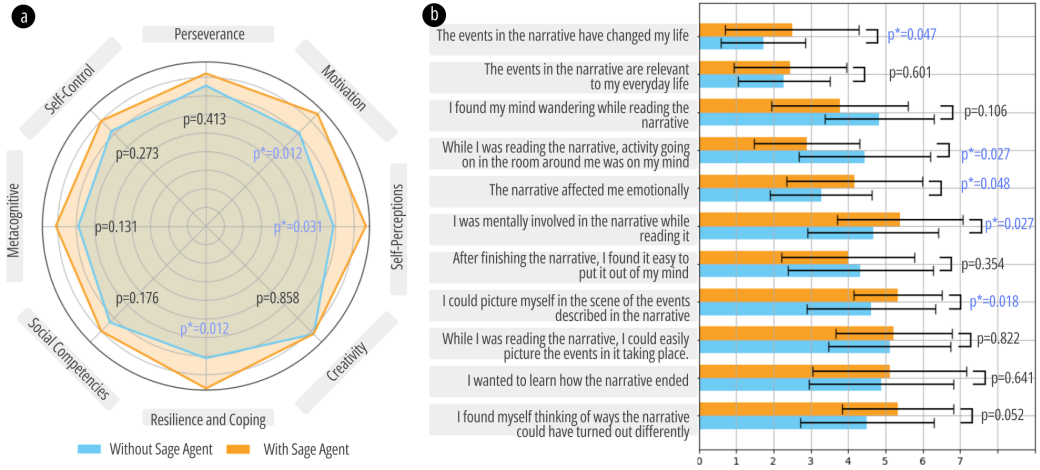 a
Perseverance
Self-Control
Motivation
p=0.413
p=0.273
p*=0.012
Metacognitive
p=0.131
p*=0.031
Self-Perceptions
p=0.176
p=0.858
p*=0.012
Social Competencies
Creativity
Resilience and Coping
Without Sage Agent
With Sage Agent
b
The events in the narrative have changed my life
p*=0.047
The events in the narrative are relevant
to my everyday life
p=0.601
I found my mind wandering while reading the
narrative
p=0.106
While I was reading the narrative, activity going
on in the room around me was on my mind
p*=0.027
The narrative affected me emotionally
p*=0.048
I was mentally involved in the narrative while
reading it
p*=0.027
After finishing the narrative, I found it easy to
put it out of my mind
p=0.354
I could picture myself in the scene of the events
described in the narrative
p*=0.018
While I was reading the narrative, I could easily
picture the events in it taking place.
p=0.822
I wanted to learn how the narrative ended
p=0.641
I found myself thinking of ways the narrative
could have turned out differently
p=0.052
0 1 2 3 4 5 6 7